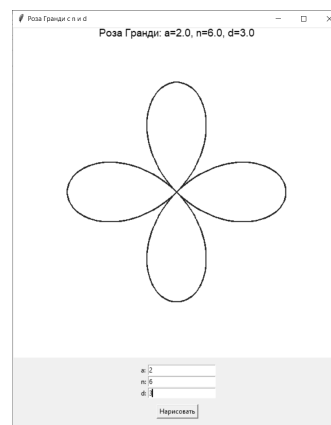 Роза Гранди с n и d
Роза Гранди: a=2.0, n=6.0, d=3.0
a: 2
n: 6
d: 3
Нарисовать